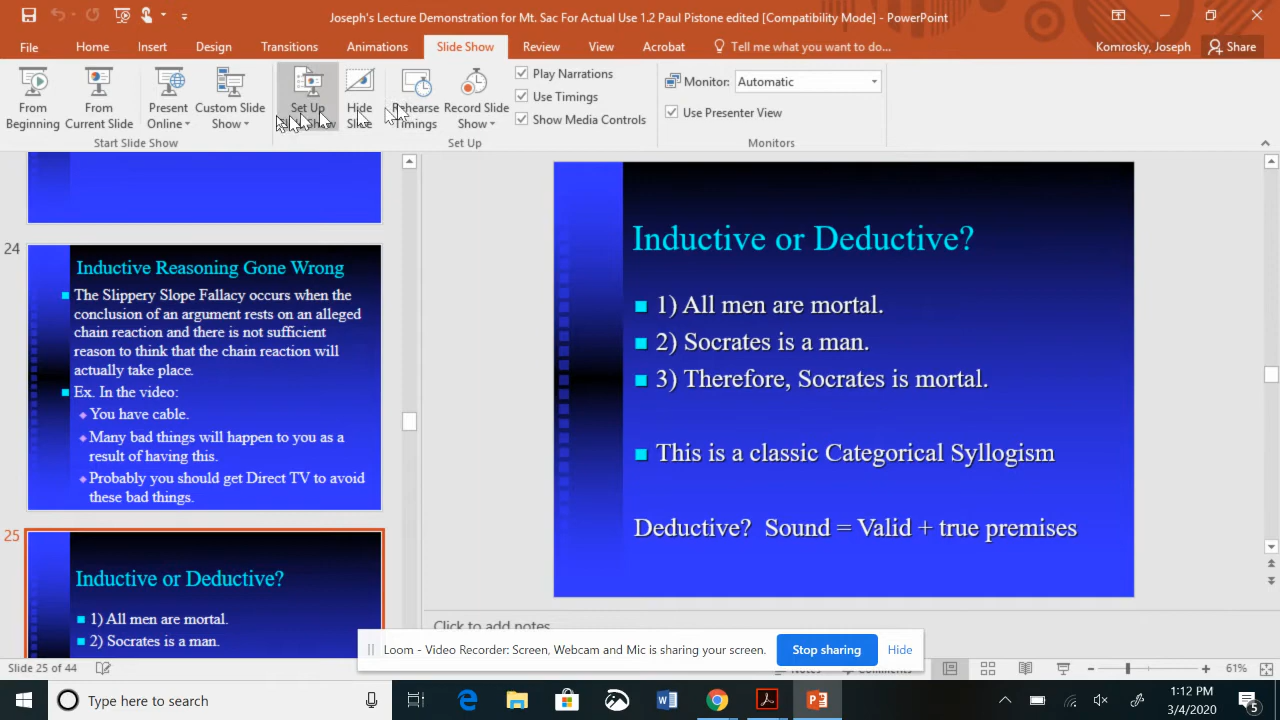 Joseph's Lecture Demonstration for Mt. Sac For Actual Use 1.2 Paul Pistone edited [Compatibility Mode] - PowerPoint
File Home Insert Design Transitions Animations Slide Show Review View Acrobat Tell me what you want to do... Komrosky, Joseph Share
From Beginning
From Current Slide
Present Online
Custom Slide Show
Set Up
Hide Slide
Rehearse Timings
Record Slide Show
Play Narrations
Use Timings
Show Media Controls
Monitor: Automatic
Use Presenter View
Start Slide Show
Set Up
Monitors
24
Inductive Reasoning Gone Wrong
The Slippery Slope Fallacy occurs when the
conclusion of an argument rests on an alleged
chain reaction and there is not sufficient
reason to think that the chain reaction will
actually take place.
Ex. In the video:
You have cable.
Many bad things will happen to you as a
result of having this.
Probably you should get Direct TV to avoid
these bad things.
25
Inductive or Deductive?
1) All men are mortal.
2) Socrates is a man.
Inductive or Deductive?
1) All men are mortal.
2) Socrates is a man.
3) Therefore, Socrates is mortal.
This is a classic Categorical Syllogism
Deductive? Sound = Valid + true premises
Click to add notes
Loom - Video Recorder: Screen, Webcam and Mic is sharing your screen. Stop sharing Hide
Slide 25 of 44
61%
Type here to search
1:12 PM
3/4/2020
5